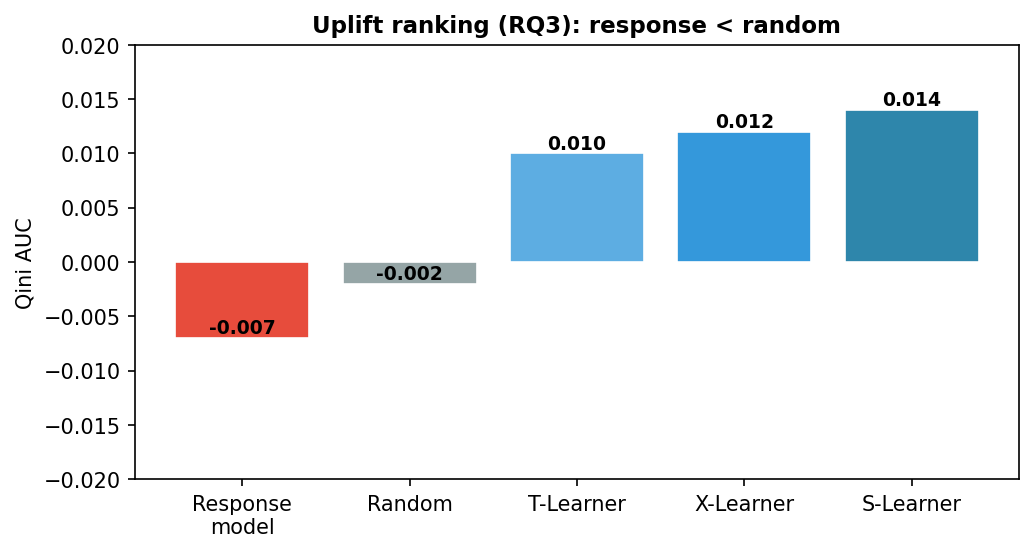 Uplift ranking (RQ3): response < random
Qini AUC
0.020
0.015
0.010
0.005
0.000
−0.005
−0.010
−0.015
−0.020
-0.007
-0.002
0.010
0.012
0.014
Response
model
Random
T-Learner
X-Learner
S-Learner